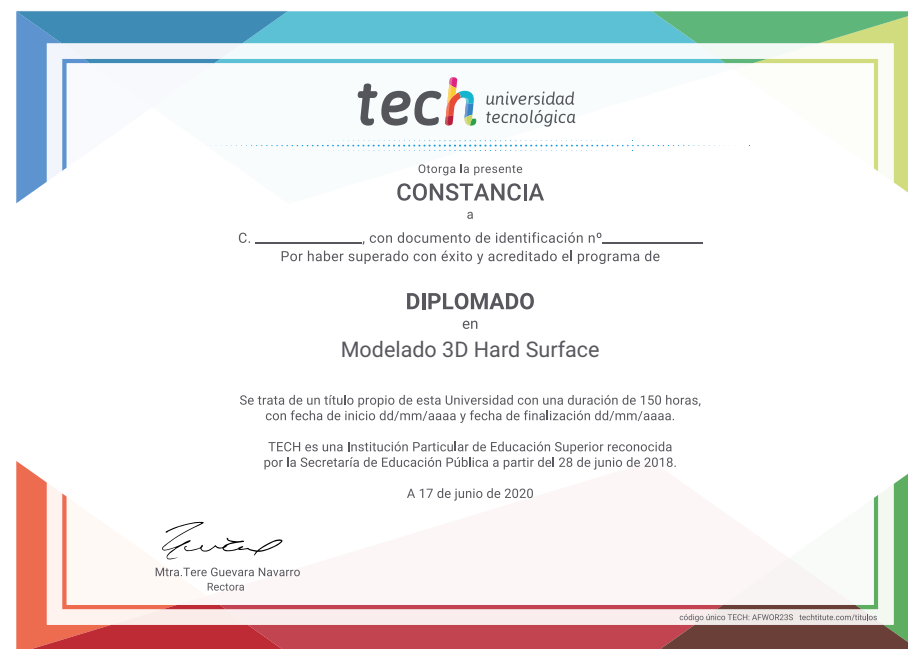 tech universidad
tecnológica
Otorga la presente
CONSTANCIA
a
C. ____________, con documento de identificación nº____________
Por haber superado con éxito y acreditado el programa de
DIPLOMADO
en
Modelado 3D Hard Surface
Se trata de un título propio de esta Universidad con una duración de 150 horas,
con fecha de inicio dd/mm/aaaa y fecha de finalización dd/mm/aaaa.
TECH es una Institución Particular de Educación Superior reconocida
por la Secretaría de Educación Pública a partir del 28 de junio de 2018.
A 17 de junio de 2020
Mtra.Tere Guevara Navarro
Rectora
código único TECH: AFWOR23S techtitute.com/titulos